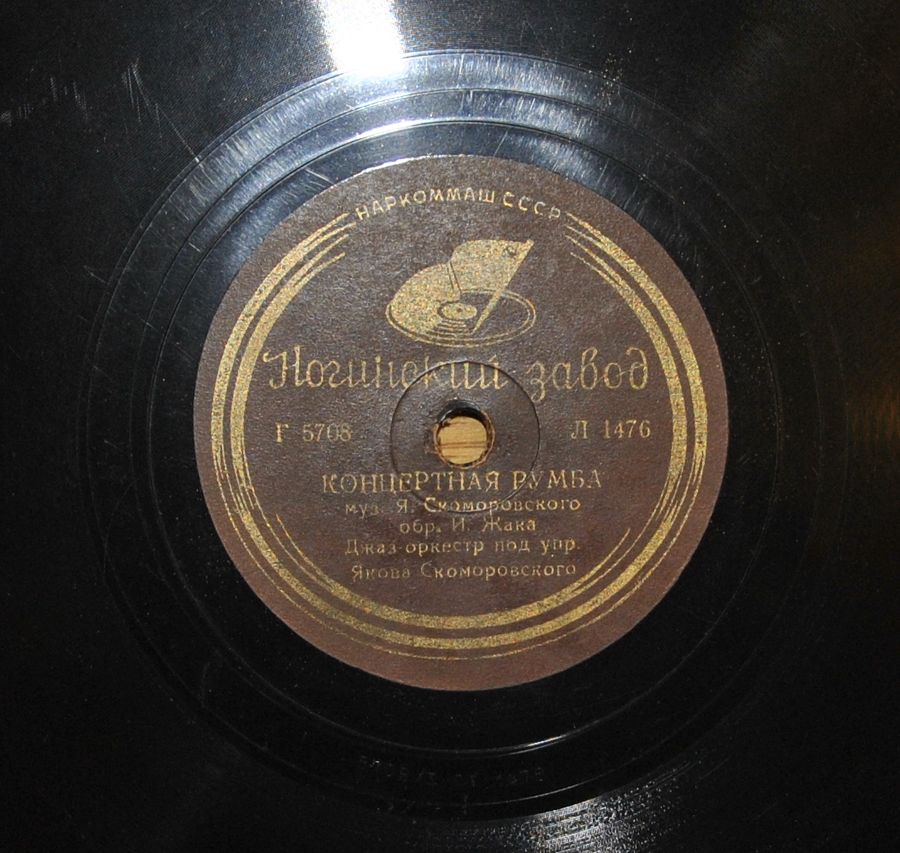 НАРКОММАШ СССР
Ногинский завод
Г 5708 Л 1476
КОНЦЕРТНАЯ РУМБА
муз. Я. Скоморовского
обр. И. Жака
Джаз-оркестр под упр.
Якова Скоморовского